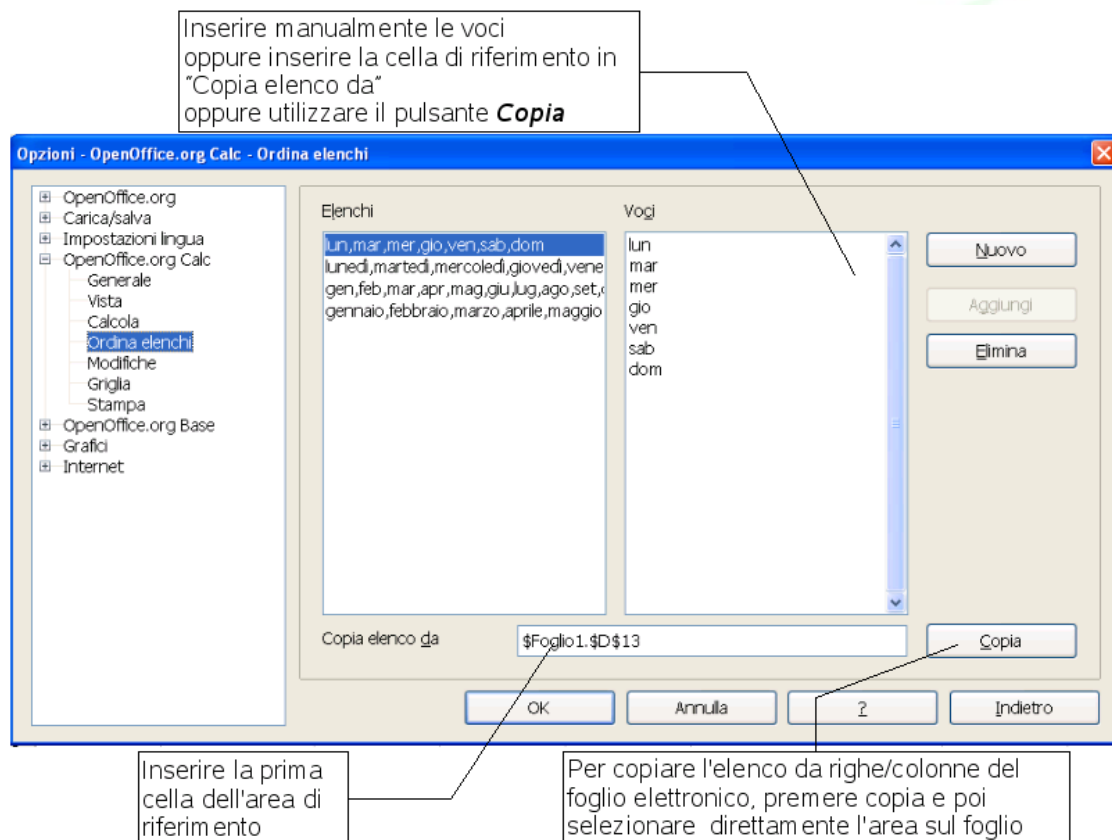 Inserire manualmente le voci
oppure inserire la cella di riferimento in
"Copia elenco da"
oppure utilizzare il pulsante Copia
Opzioni - OpenOffice.org Calc - Ordina elenchi
OpenOffice.org
Carica/salva
Impostazioni lingua
OpenOffice.org Calc
Generale
Vista
Calcola
Ordina elenchi
Modifiche
Griglia
Stampa
OpenOffice.org Base
Grafici
Internet
Elenchi
lun,mar,mer,gio,ven,sab,dom
lunedì,martedì,mercoledì,giovedì,vene
gen,feb,mar,apr,mag,giu,lug,ago,set,
gennaio,febbraio,marzo,aprile,maggio
Voci
lun
mar
mer
gio
ven
sab
dom
Nuovo
Aggiungi
Elimina
Copia elenco da
$Foglio1.$D$13
Copia
OK
Annulla
?
Indietro
Inserire la prima
cella dell'area di
riferimento
Per copiare l'elenco da righe/colonne del
foglio elettronico, premere copia e poi
selezionare direttamente l'area sul foglio